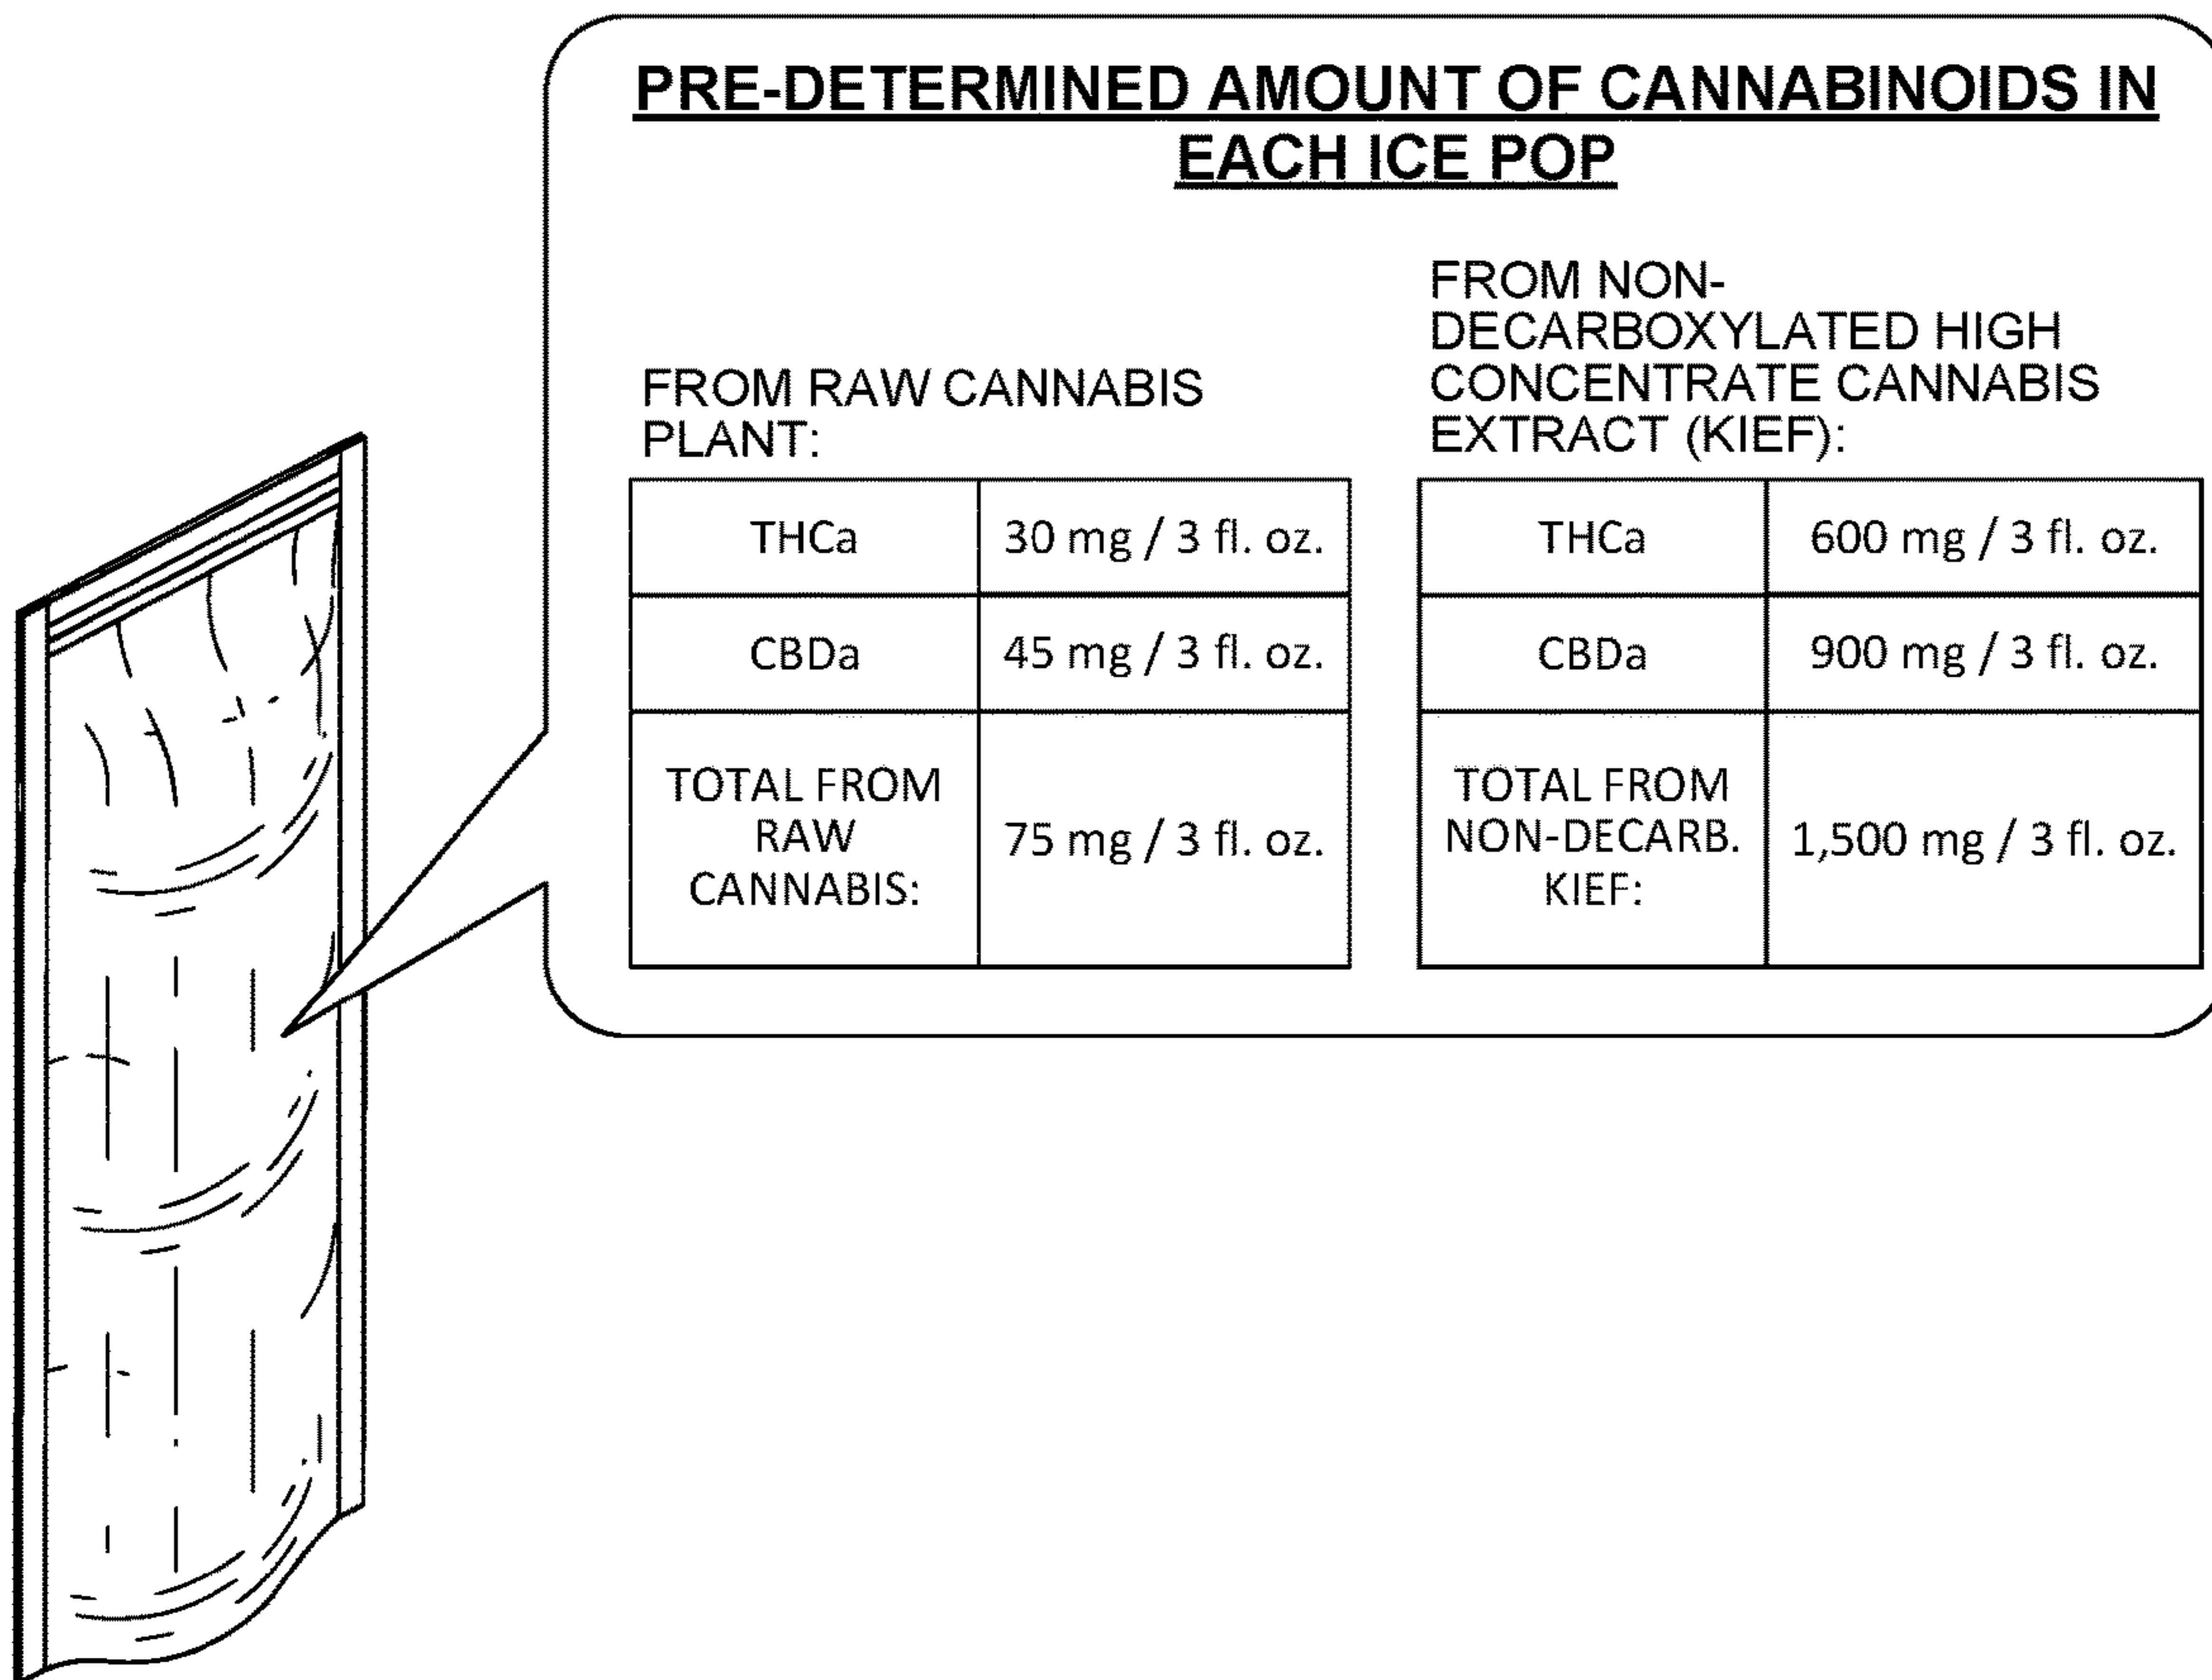 PRE-DETERMINED AMOUNT OF CANNABINOIDS IN
EACH ICE POP
FROM RAW CANNABIS
PLANT:
THCa 30 mg / 3 fl. oz.
CBDa 45 mg / 3 fl. oz.
TOTAL FROM
RAW
CANNABIS:
75 mg / 3 fl. oz.
FROM NON-
DECARBOXYLATED HIGH
CONCENTRATE CANNABIS
EXTRACT (KIEF):
THCa 600 mg / 3 fl. oz.
CBDa 900 mg / 3 fl. oz.
TOTAL FROM
NON-DECARB.
KIEF:
1,500 mg / 3 fl. oz.